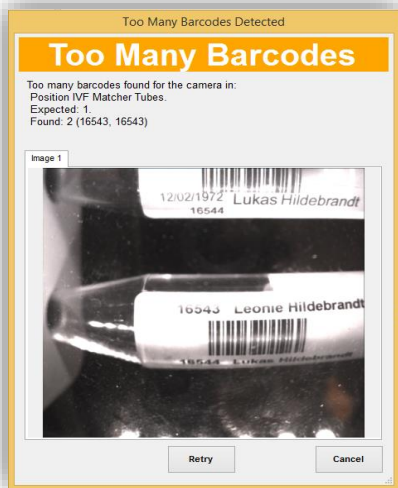 Too Many Barcodes Detected
Too Many Barcodes
Too many barcodes found for the camera in:
Position IVF Matcher Tubes.
Expected: 1.
Found: 2 (16543, 16543)
Image 1
12/02/1972 Lukas Hildebrandt
16544
16543 Leonie Hildebrandt
16544 Lukas Hildebrandt
Retry
Cancel